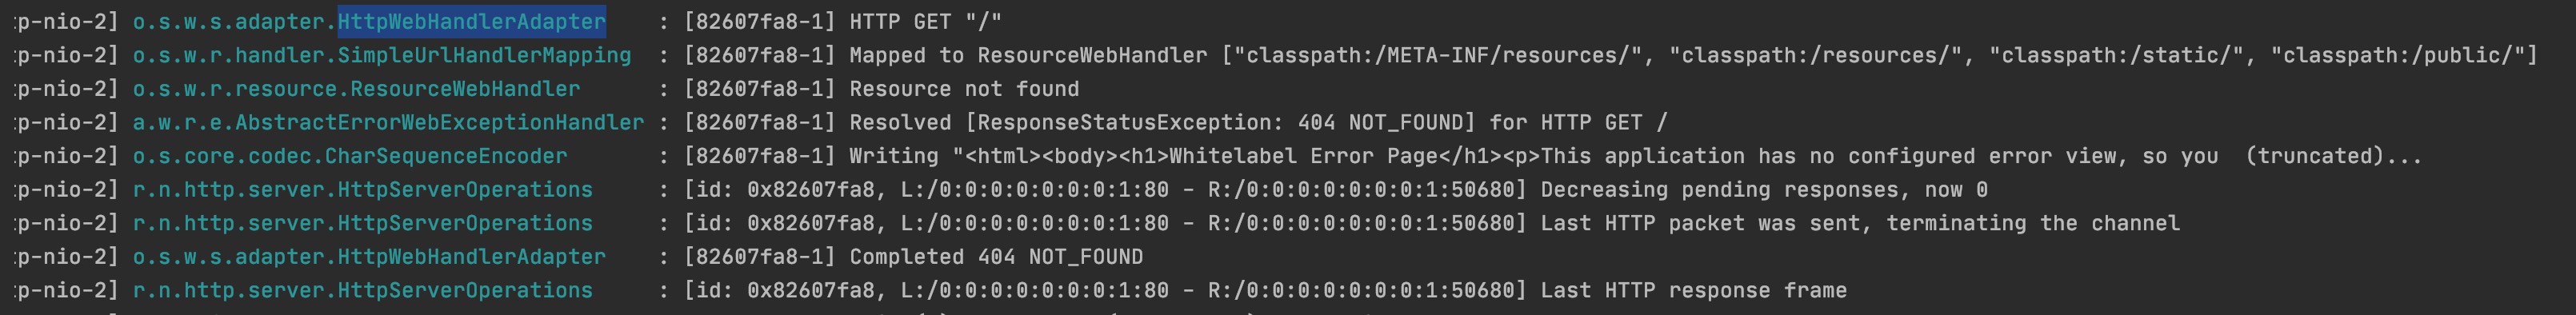 :p-nio-2] o.s.w.s.adapter.HttpWebHandlerAdapter : [82607fa8-1] HTTP GET "/"
:p-nio-2] o.s.w.r.handler.SimpleUrlHandlerMapping : [82607fa8-1] Mapped to ResourceWebHandler ["classpath:/META-INF/resources/", "classpath:/resources/", "classpath:/static/", "classpath:/public/"]
:p-nio-2] o.s.w.r.resource.ResourceWebHandler : [82607fa8-1] Resource not found
:p-nio-2] a.w.r.e.AbstractErrorWebExceptionHandler : [82607fa8-1] Resolved [ResponseStatusException: 404 NOT_FOUND] for HTTP GET /
:p-nio-2] o.s.core.codec.CharSequenceEncoder : [82607fa8-1] Writing "<html><body><h1>Whitelabel Error Page</h1><p>This application has no configured error view, so you  (truncated)...
:p-nio-2] r.n.http.server.HttpServerOperations : [id: 0x82607fa8, L:/0:0:0:0:0:0:0:1:80 - R:/0:0:0:0:0:0:0:1:50680] Decreasing pending responses, now 0
:p-nio-2] r.n.http.server.HttpServerOperations : [id: 0x82607fa8, L:/0:0:0:0:0:0:0:1:80 - R:/0:0:0:0:0:0:0:1:50680] Last HTTP packet was sent, terminating the channel
:p-nio-2] o.s.w.s.adapter.HttpWebHandlerAdapter : [82607fa8-1] Completed 404 NOT_FOUND
:p-nio-2] r.n.http.server.HttpServerOperations : [id: 0x82607fa8, L:/0:0:0:0:0:0:0:1:80 - R:/0:0:0:0:0:0:0:1:50680] Last HTTP response frame